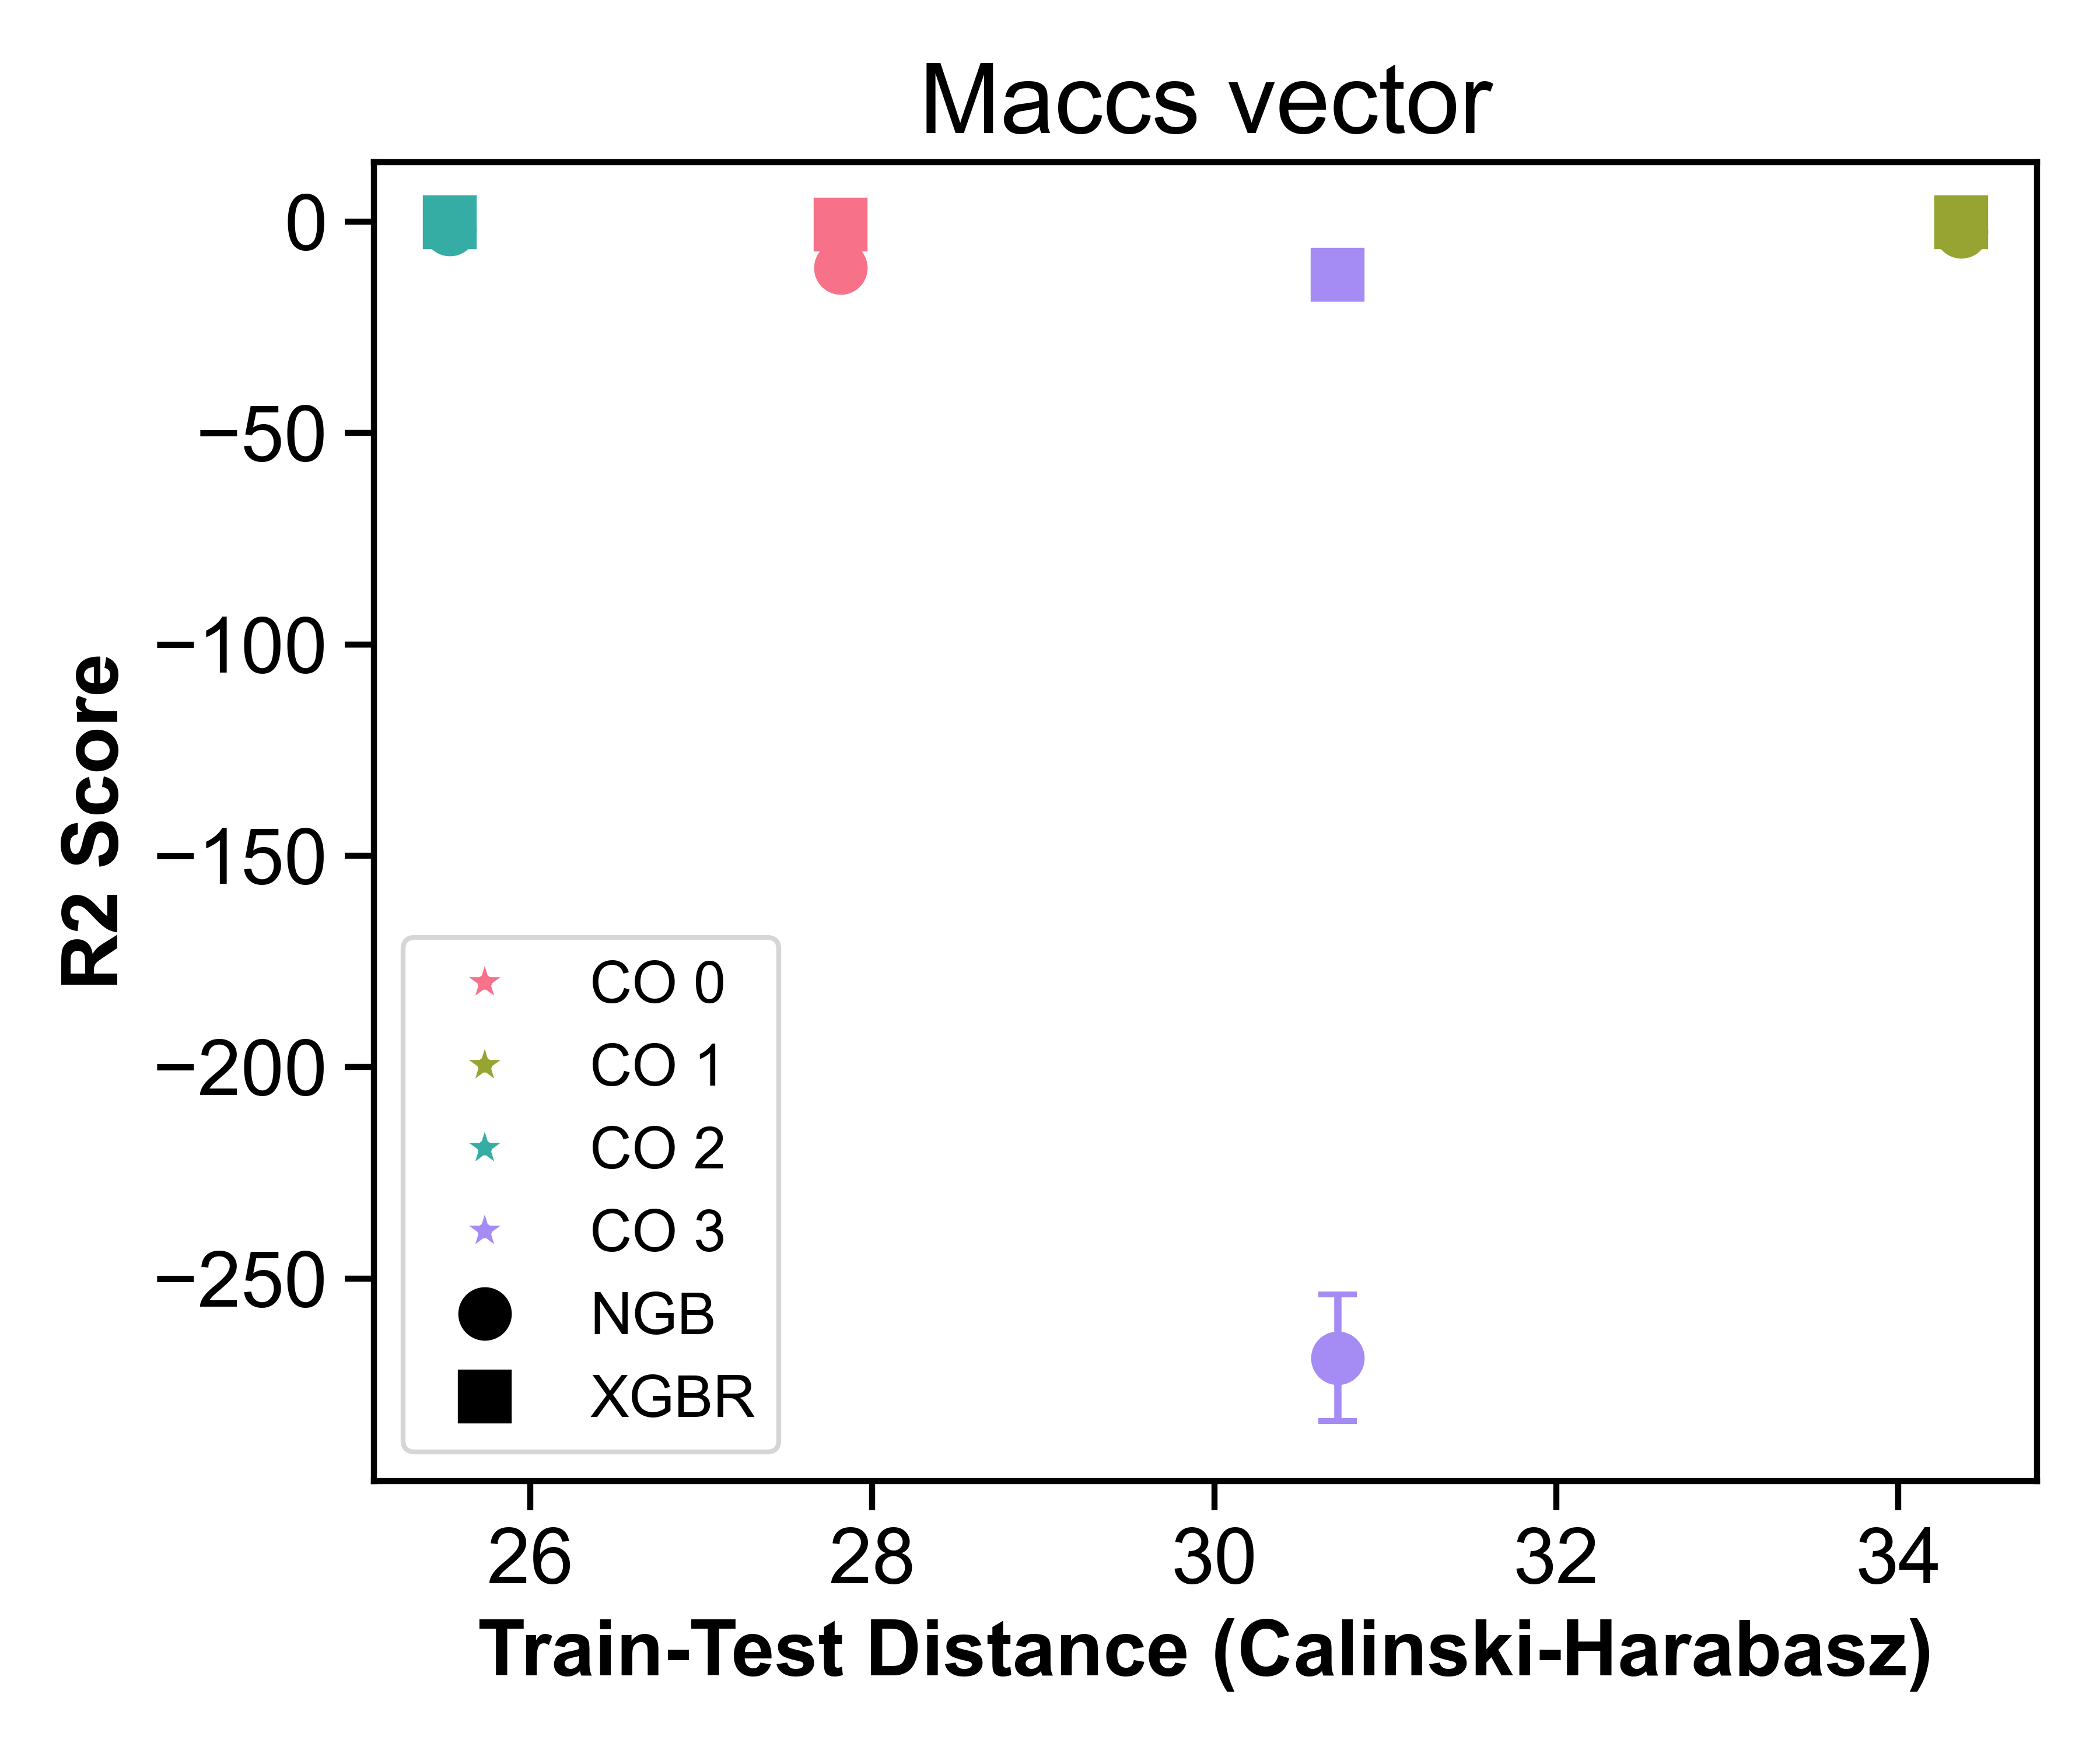 Maccs vector
R2 Score
0
−50
−100
−150
−200
−250
CO 0
CO 1
CO 2
CO 3
NGB
XGBR
26 28 30 32 34
Train-Test Distance (Calinski-Harabasz)